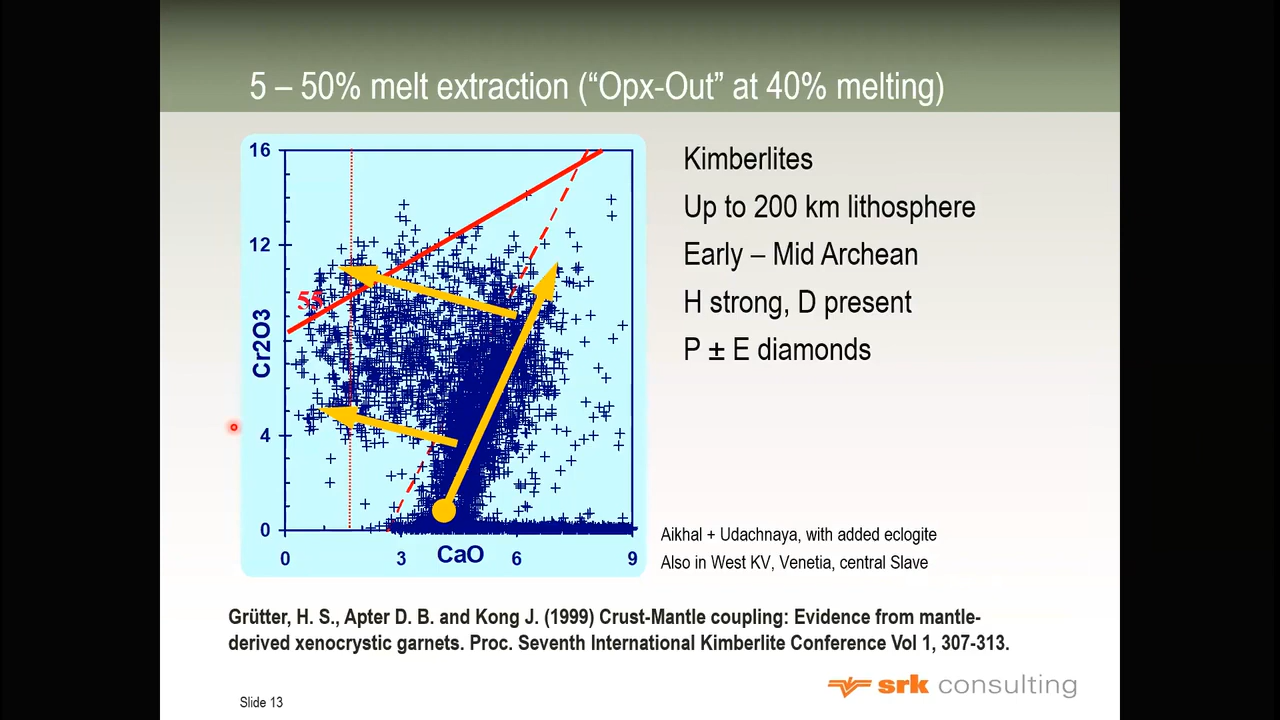 5 – 50% melt extraction (“Opx-Out” at 40% melting)
16
12
4
0
Cr2O3
55
0
3
CaO
6
9
Kimberlites
Up to 200 km lithosphere
Early – Mid Archean
H strong, D present
P ± E diamonds
Aikhal + Udachnaya, with added eclogite
Also in West KV, Venetia, central Slave
Grütter, H. S., Apter D. B. and Kong J. (1999) Crust-Mantle coupling: Evidence from mantle-
derived xenocrystic garnets. Proc. Seventh International Kimberlite Conference Vol 1, 307-313.
srk consulting
Slide 13